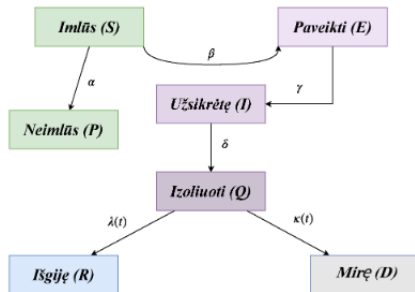 Imlūs (S)
Paveikti (E)
β
α
γ
Užsikrėtę (I)
Neimlūs (P)
δ
Izoliuoti (Q)
λ(t)
κ(t)
Išgiję (R)
Mirę (D)